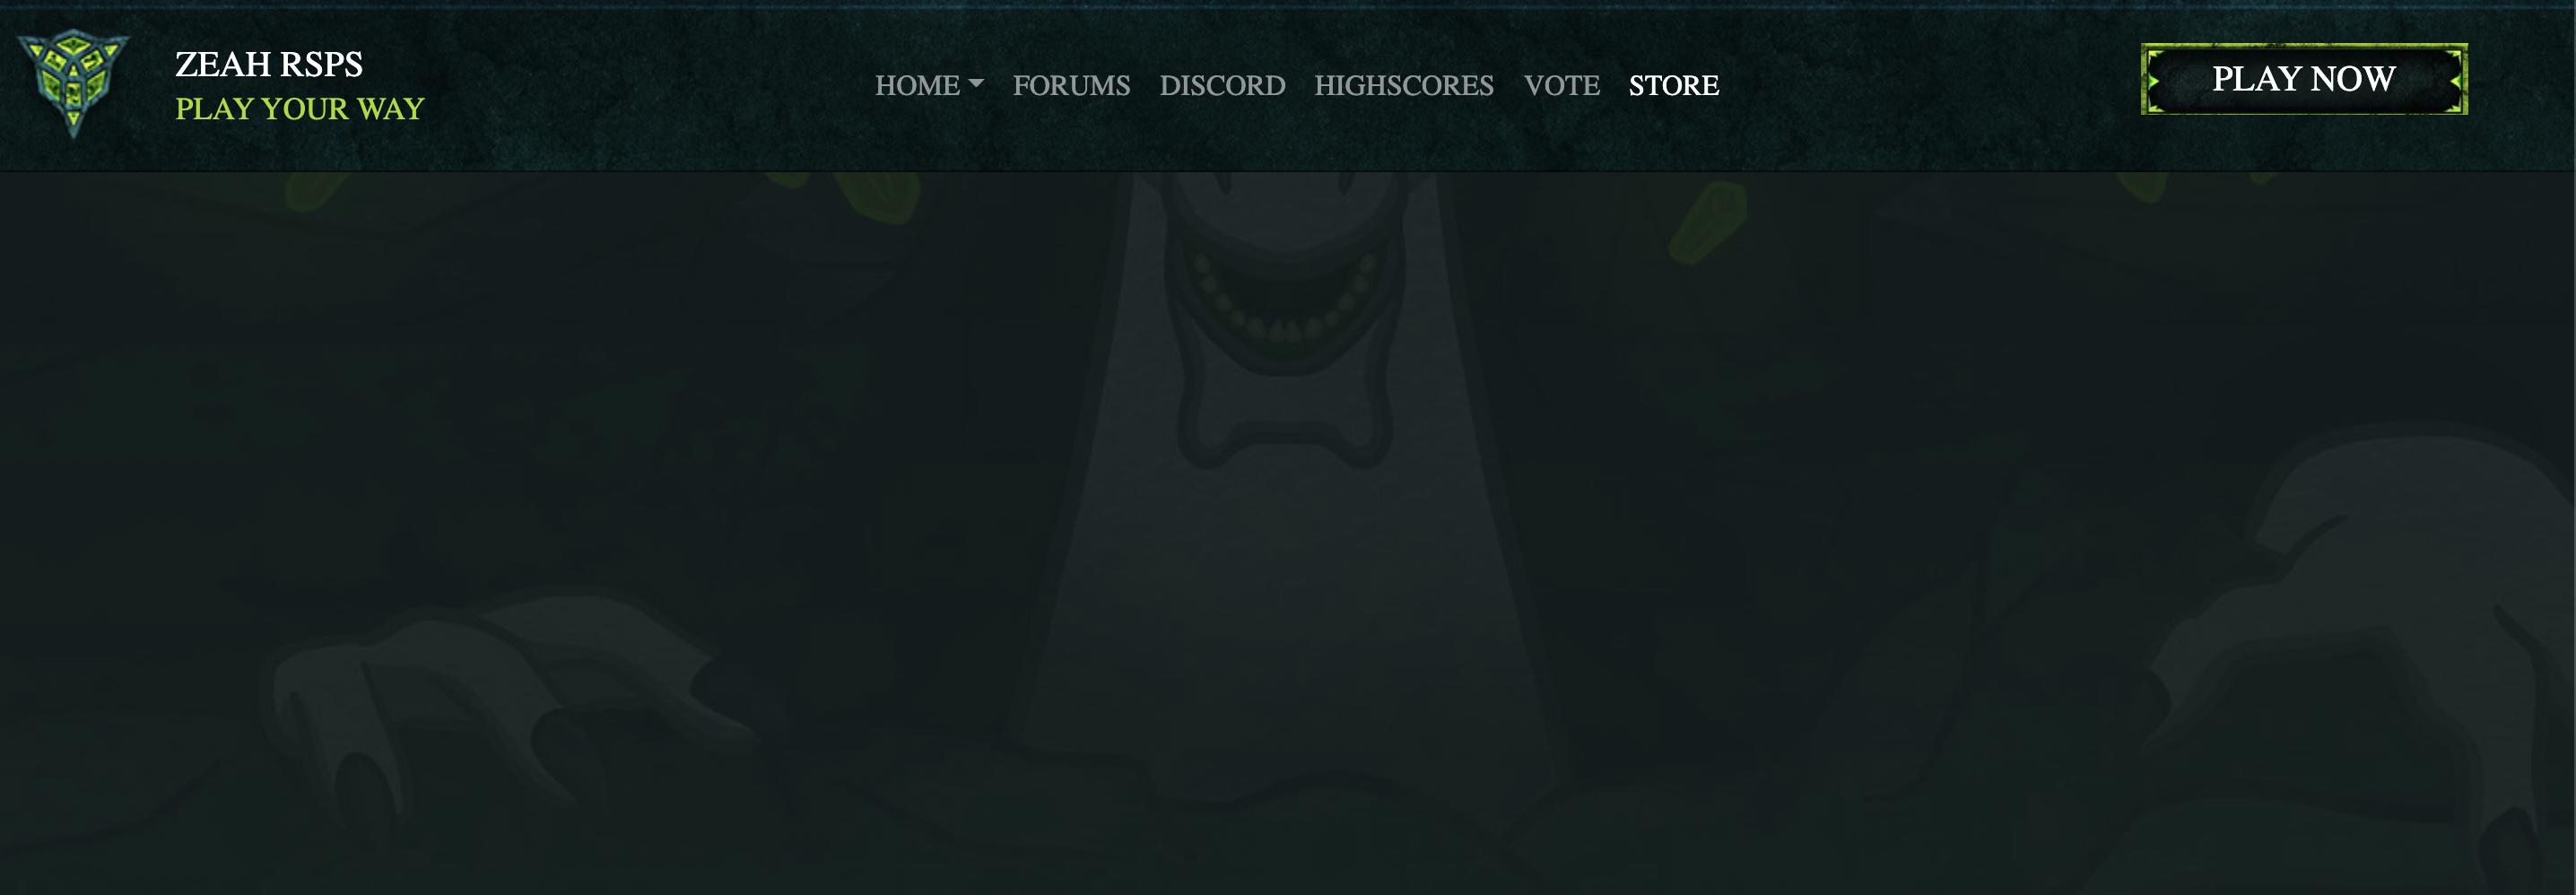 ZEAH RSPS
PLAY YOUR WAY
HOME FORUMS DISCORD HIGHSCORES VOTE STORE
PLAY NOW